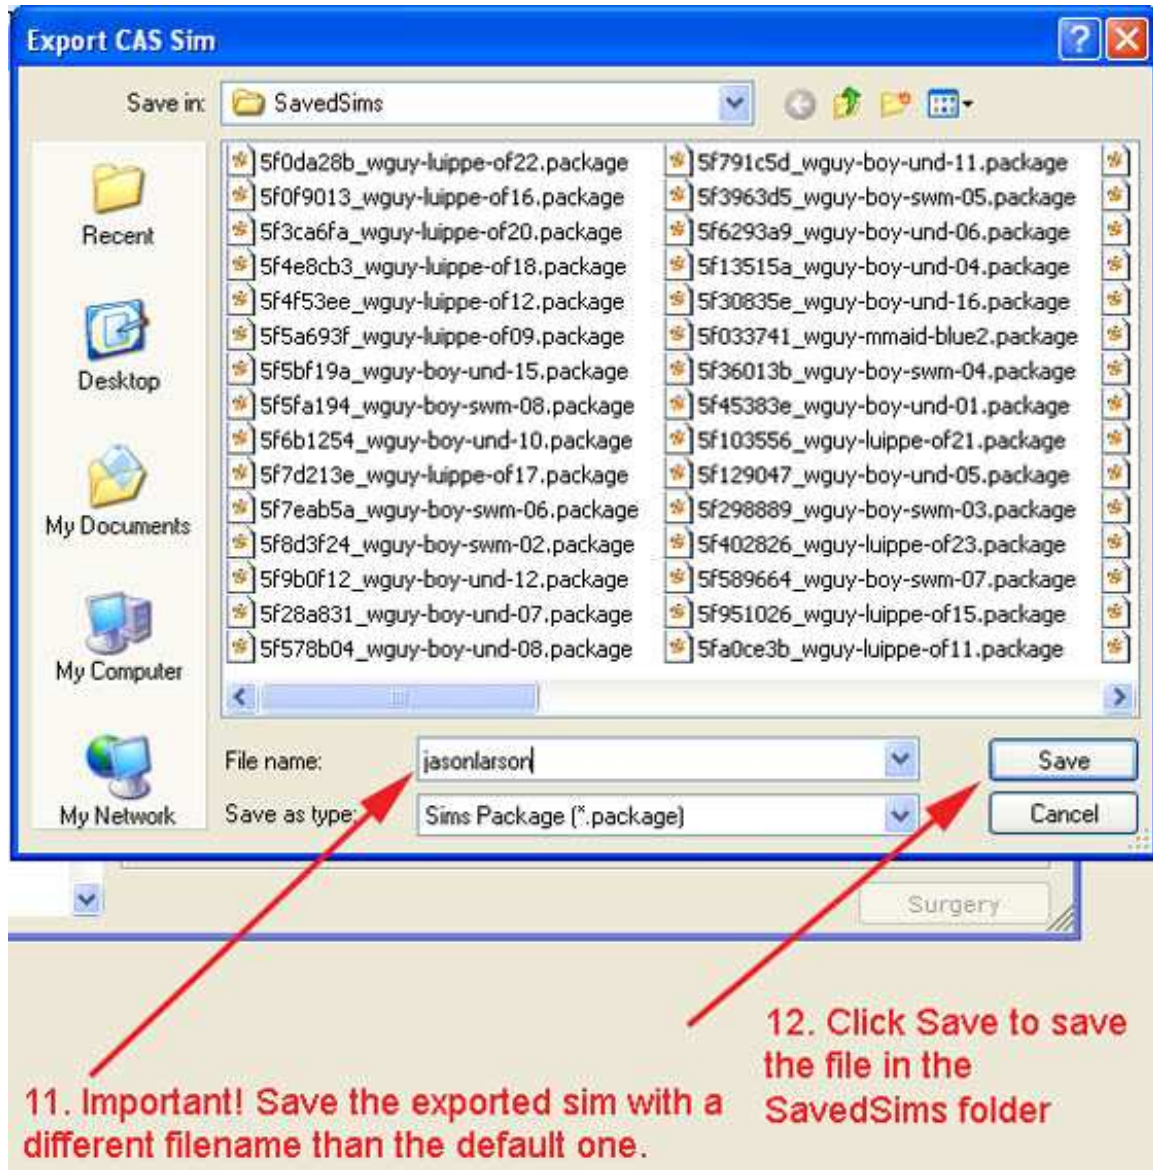 Export CAS Sim
Save in: SavedSims
5f0da28b_wguy-luippe-of22.package 5f791c5d_wguy-boy-und-11.package
5f0f9013_wguy-luippe-of16.package 5f3963d5_wguy-boy-swm-05.package
Recent
5f3ca6fa_wguy-luippe-of20.package 5f6293a9_wguy-boy-und-06.package
5f4e8cb3_wguy-luippe-of18.package 5f13515a_wguy-boy-und-04.package
5f4f53ee_wguy-luippe-of12.package 5f30835e_wguy-boy-und-16.package
5f5a693f_wguy-luippe-of09.package 5f033741_wguy-mmaid-blue2.package
Desktop
5f5bf19a_wguy-boy-und-15.package 5f36013b_wguy-boy-swm-04.package
5f5fa194_wguy-boy-swm-08.package 5f45383e_wguy-boy-und-01.package
5f6b1254_wguy-boy-und-10.package 5f103556_wguy-luippe-of21.package
5f7d213e_wguy-luippe-of17.package 5f129047_wguy-boy-und-05.package
My Documents
5f7eab5a_wguy-boy-swm-06.package 5f298889_wguy-boy-swm-03.package
5f8d3f24_wguy-boy-swm-02.package 5f402826_wguy-luippe-of23.package
5f9b0f12_wguy-boy-und-12.package 5f589664_wguy-boy-swm-07.package
5f28a831_wguy-boy-und-07.package 5f951026_wguy-luippe-of15.package
5f578b04_wguy-boy-und-08.package 5fa0ce3b_wguy-luippe-of11.package
My Computer
File name: jasonlarson Save
My Network Save as type: Sims Package (*.package) Cancel
Surgery
11. Important! Save the exported sim with a
different filename than the default one.
12. Click Save to save
the file in the
SavedSims folder